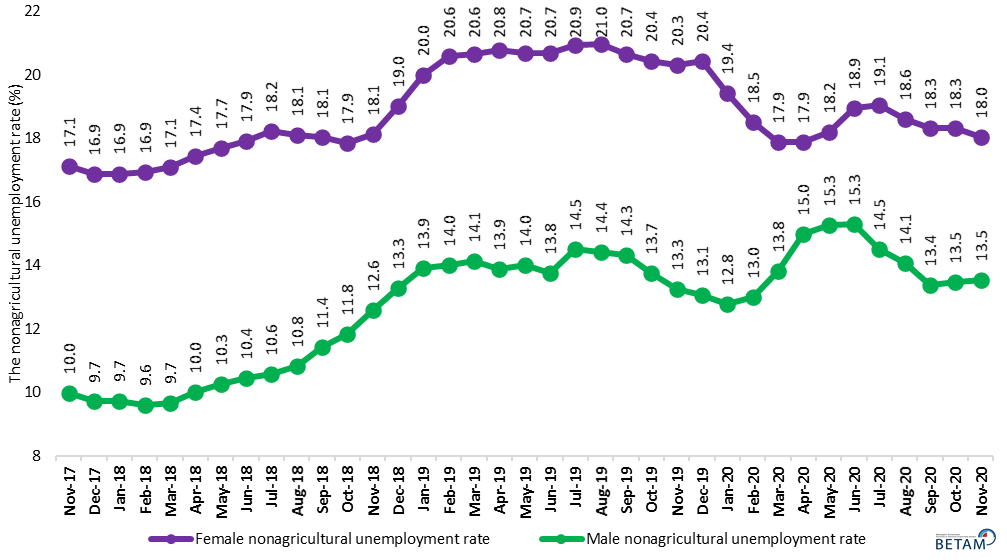 The nonagricultural unemployment rate (%)
22
20
18
16
14
12
10
8
17.1 16.9 16.9 16.9 17.1 17.4 17.7 17.9 18.2 18.1 18.1 17.9 18.1 19.0 20.0 20.6 20.6 20.8 20.7 20.7 20.9 21.0 20.7 20.4 20.3 20.4 19.4 18.5 17.9 17.9 18.2 18.9 19.1 18.6 18.3 18.3 18.0
10.0 9.7 9.7 9.6 9.7 10.0 10.3 10.4 10.6 10.8 11.4 11.8 12.6 13.3 13.9 14.0 14.1 13.9 14.0 13.8 14.5 14.4 14.3 13.7 13.3 13.1 12.8 13.0 13.8 15.0 15.3 15.3 14.5 14.1 13.4 13.5 13.5
Nov-17 Dec-17 Jan-18 Feb-18 Mar-18 Apr-18 May-18 Jun-18 Jul-18 Aug-18 Sep-18 Oct-18 Nov-18 Dec-18 Jan-19 Feb-19 Mar-19 Apr-19 May-19 Jun-19 Jul-19 Aug-19 Sep-19 Oct-19 Nov-19 Dec-19 Jan-20 Feb-20 Mar-20 Apr-20 May-20 Jun-20 Jul-20 Aug-20 Sep-20 Oct-20 Nov-20
Female nonagricultural unemployment rate Male nonagricultural unemployment rate
BETAM